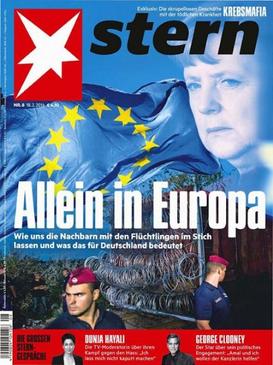 Exklusiv: Die skrupellosen Geschäfte
mit der tödlichen Krankheit KREBSMAFIA
stern
NR. 8
Allein in Europa
Wie uns die Nachbarn mit den Flüchtlingen im Stich
lassen und was das für Deutschland bedeutet
DIE GROSSEN
STERN-
GESPRÄCHE
DUNJA HAYALI
Die TV-Moderatorin über ihren
Kampf gegen den Hass: „Ich
lass mich nicht kaputt machen“
GEORGE CLOONEY
Der Star über sein politisches
Engagement: „Amal und ich
wollen der Kanzlerin helfen“